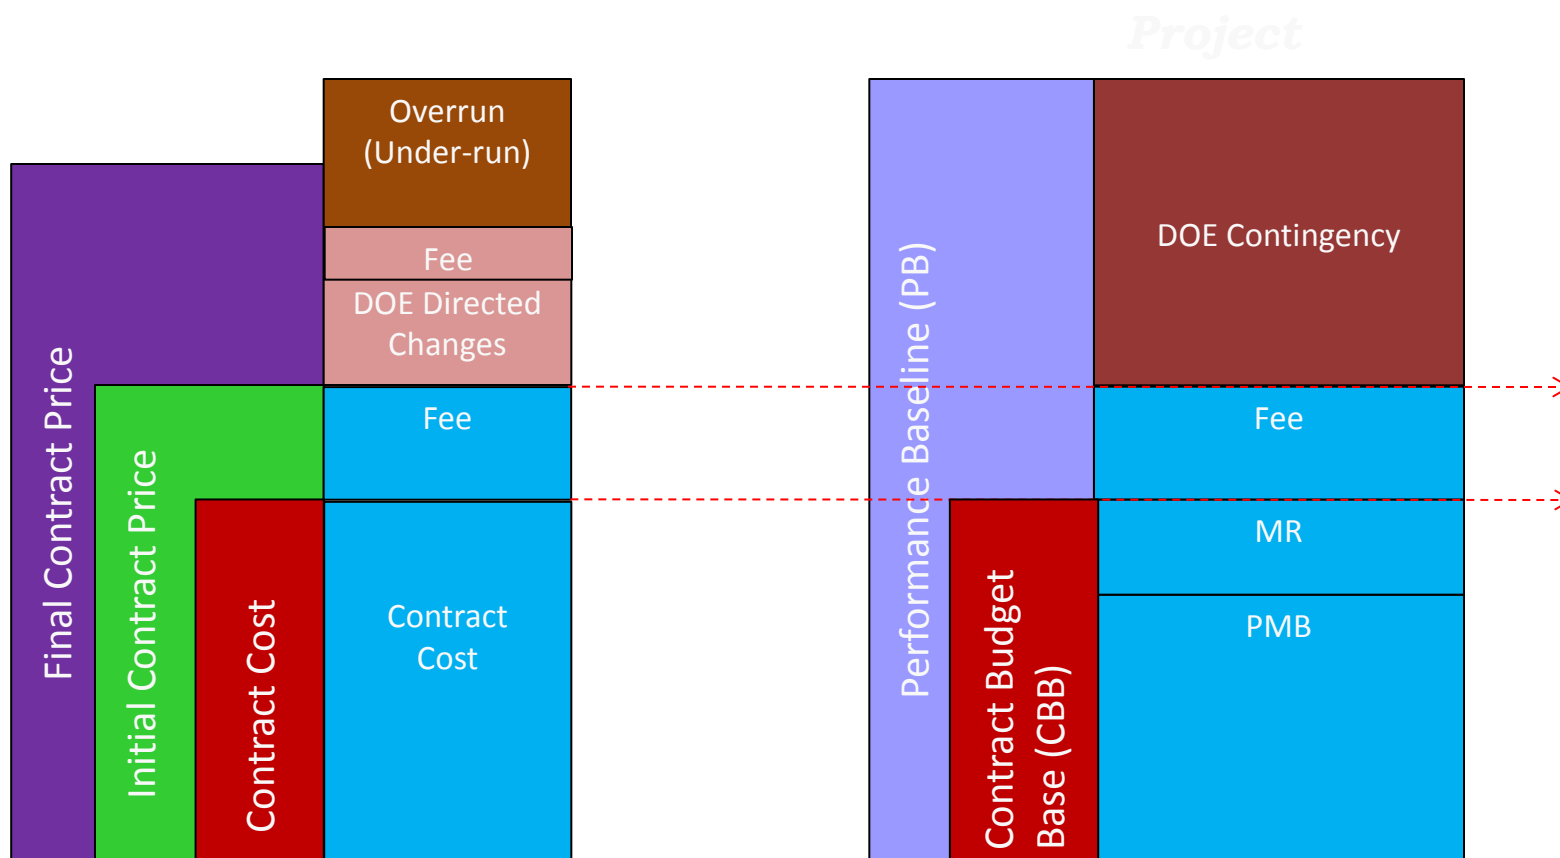 Project
Overrun
(Under-run)
Fee
DOE Directed
Changes
Fee
Contract
Cost
Final Contract Price
Initial Contract Price
Contract Cost
DOE Contingency
Fee
MR
PMB
Performance Baseline (PB)
Contract Budget
Base (CBB)